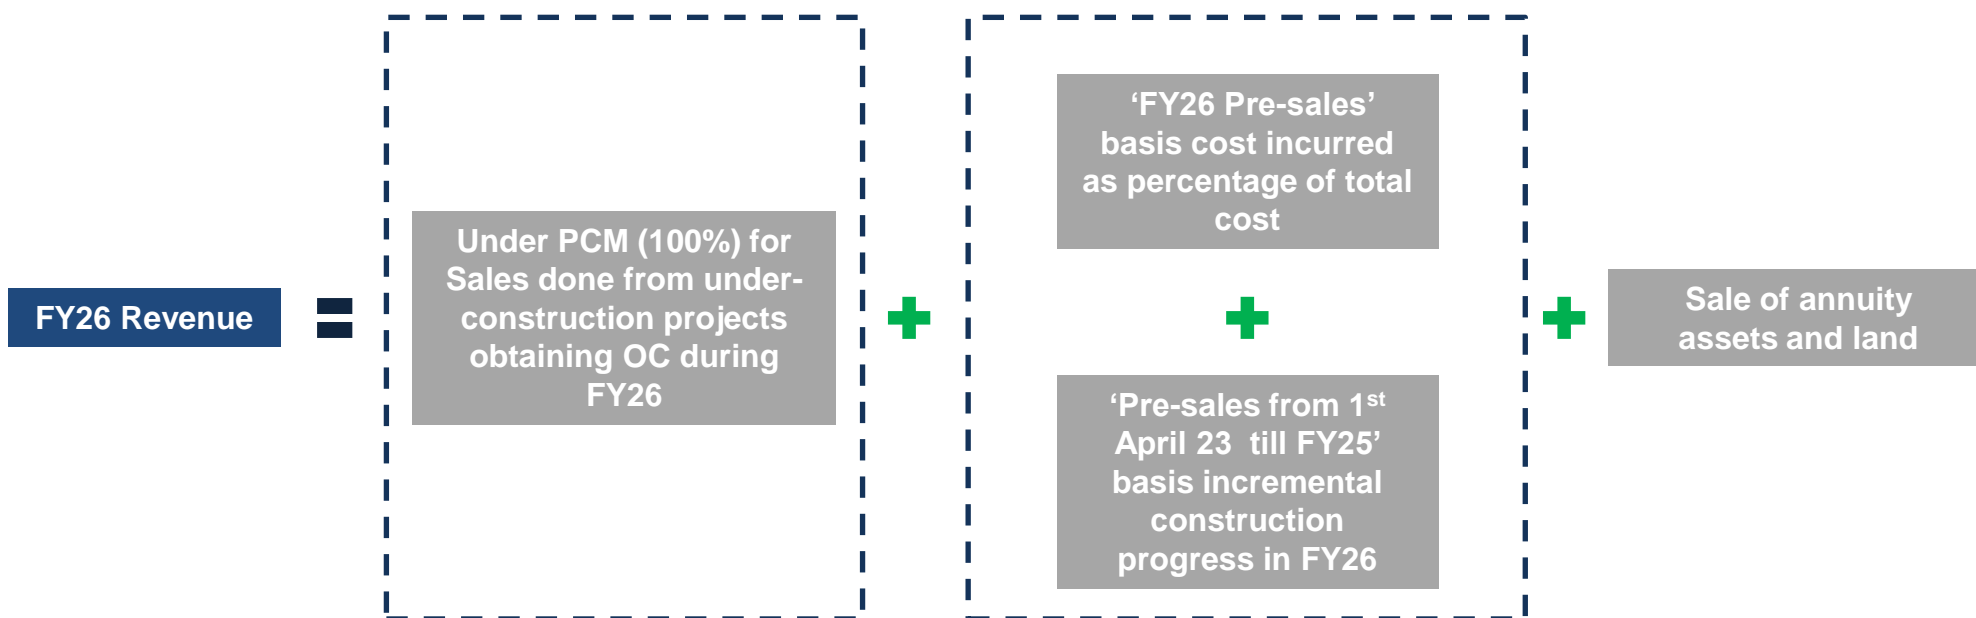 FY26 Revenue
Under PCM (100%) for
Sales done from under-
construction projects
obtaining OC during
FY26
‘FY26 Pre-sales’
basis cost incurred
as percentage of total
cost
‘Pre-sales from 1st
April 23 till FY25’
basis incremental
construction
progress in FY26
Sale of annuity
assets and land